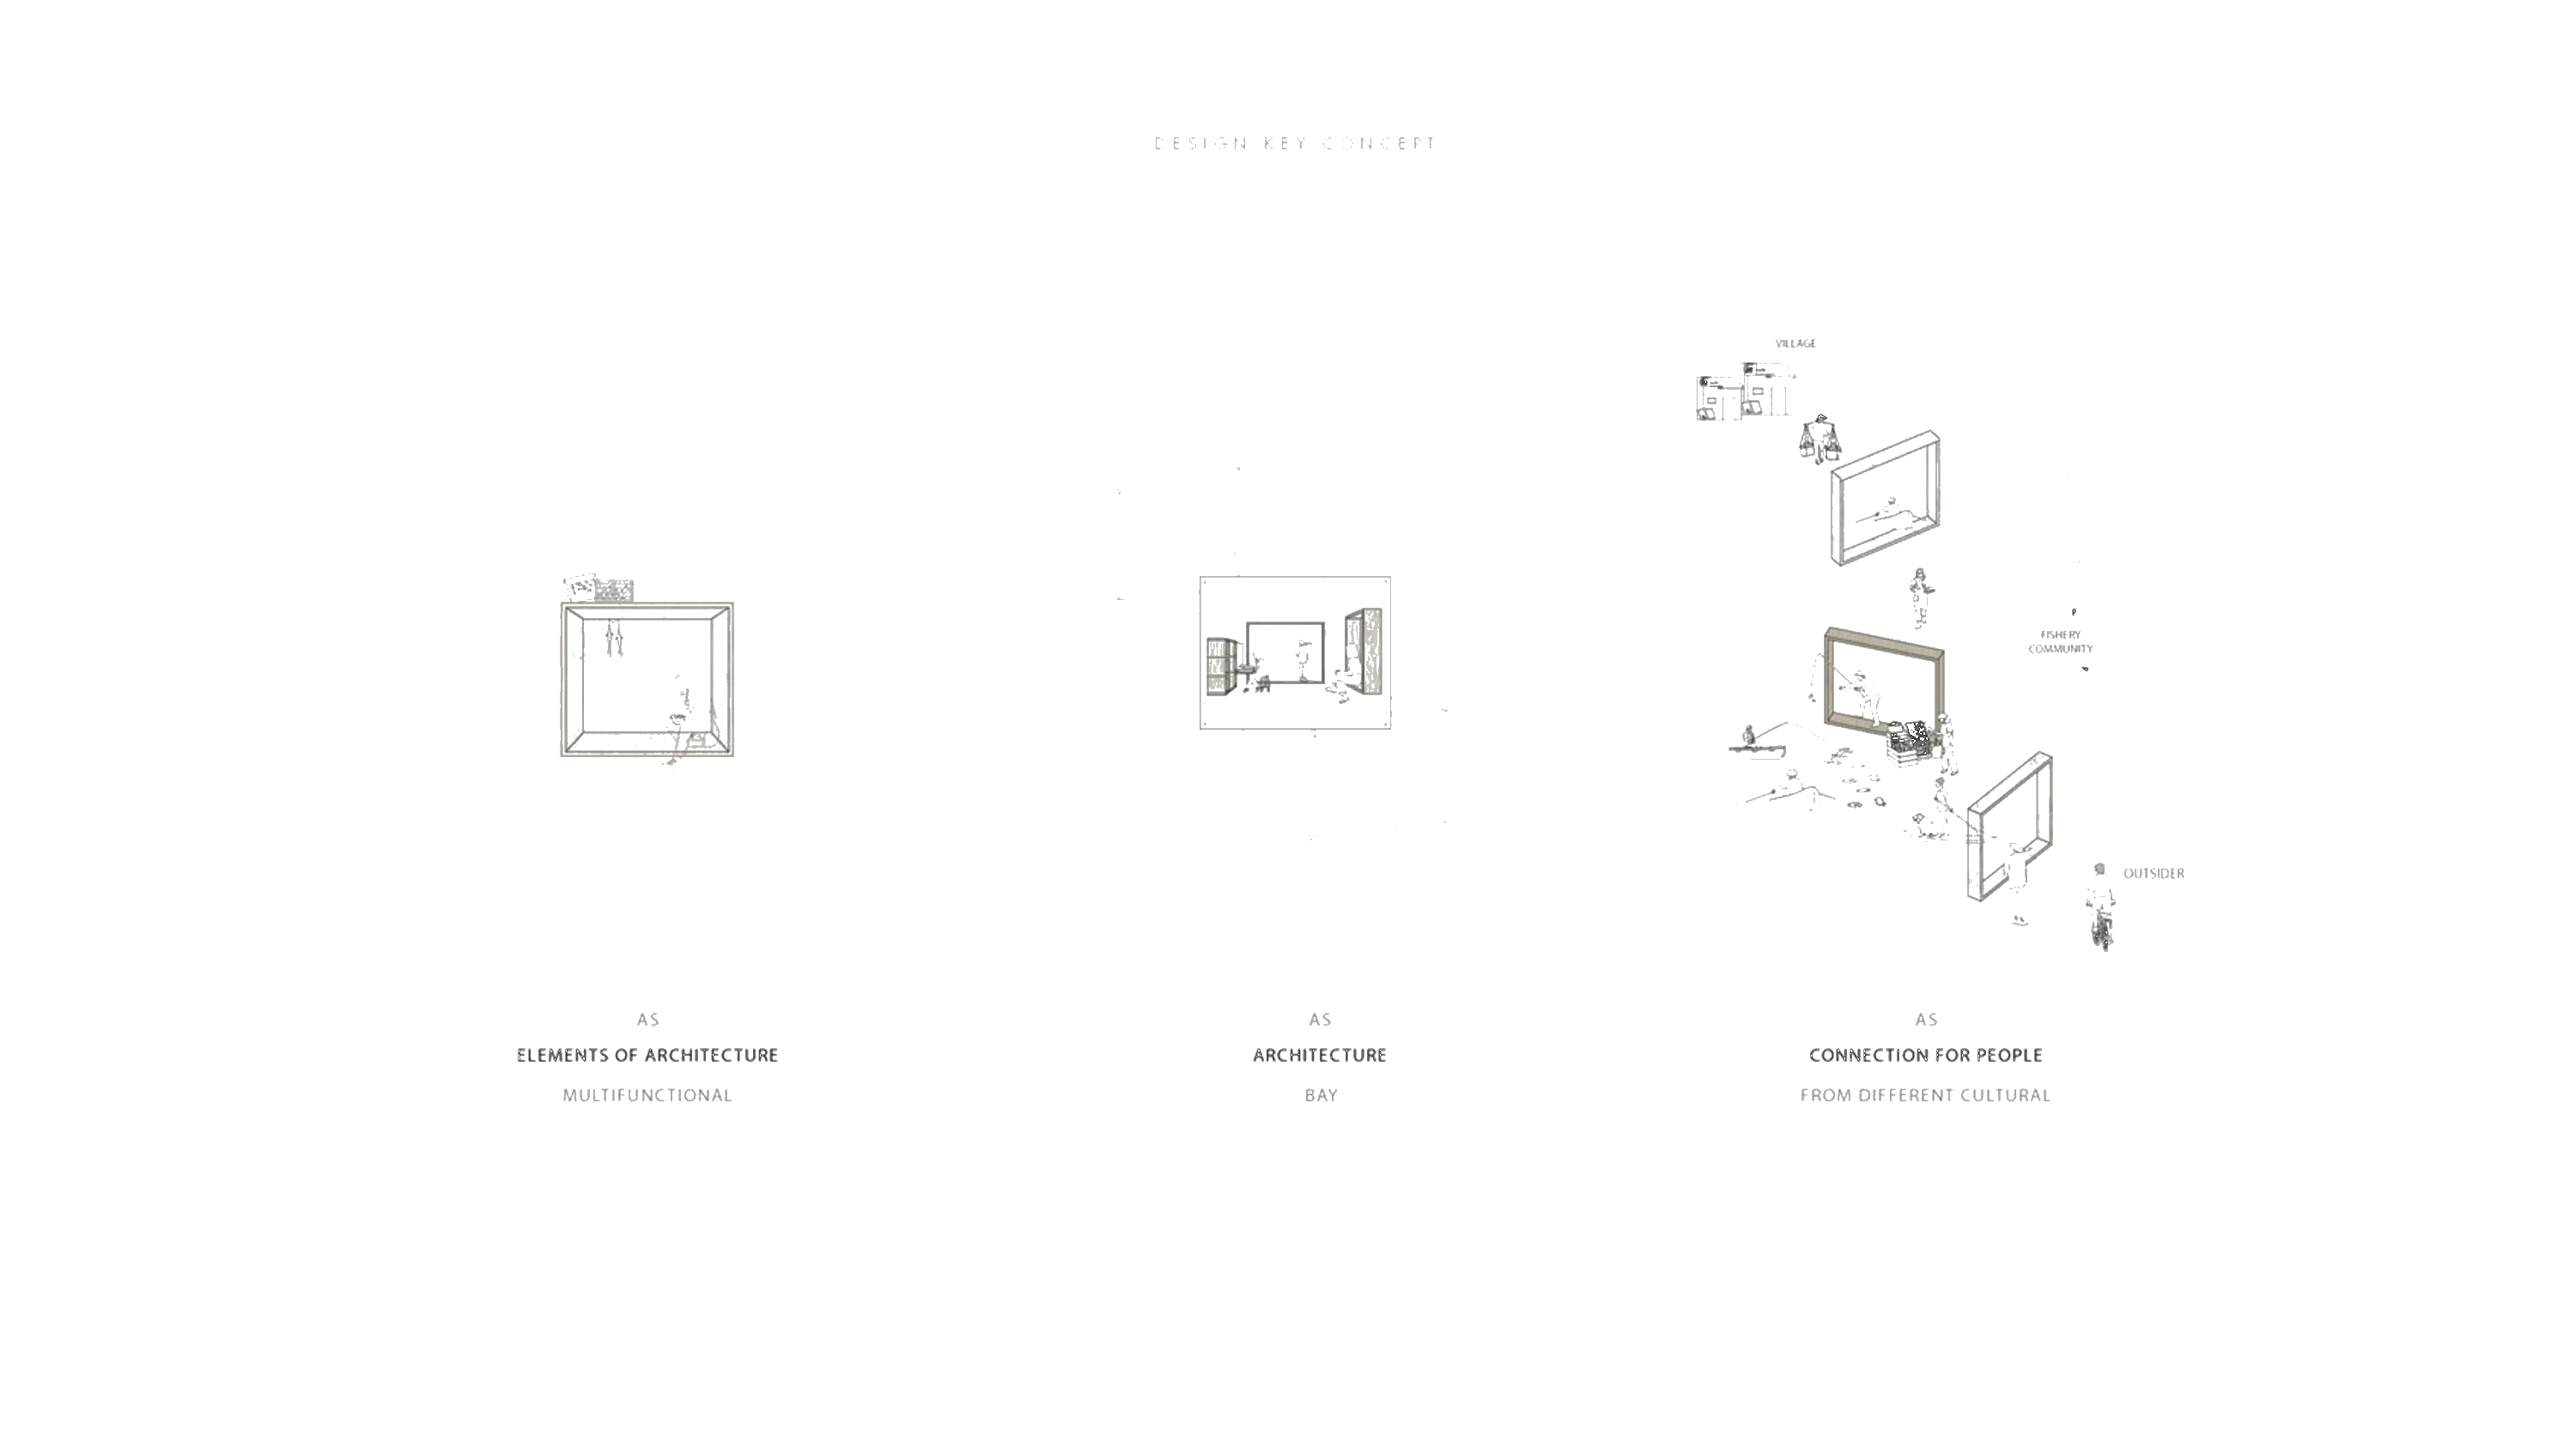 DESIGN KEY CONCEPT
VILLAGE
FISHERY
COMMUNITY
OUTSIDER
AS
ELEMENTS OF ARCHITECTURE
MULTIFUNCTIONAL
AS
ARCHITECTURE
BAY
AS
CONNECTION FOR PEOPLE
FROM DIFFERENT CULTURAL